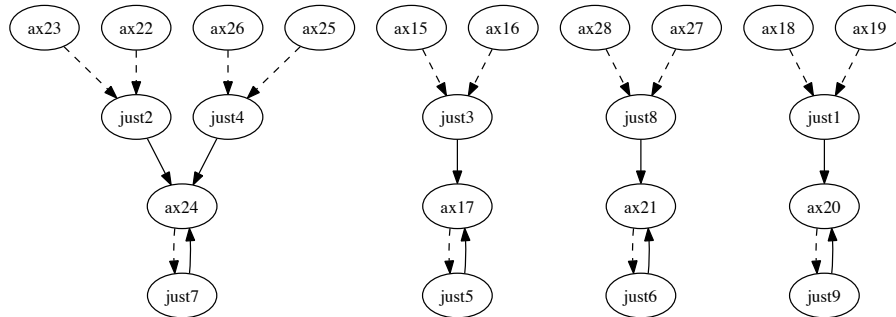 ax23 ax22 ax26 ax25 ax15 ax16 ax28 ax27 ax18 ax19
just2 just4 just3 just8 just1
ax24 ax17 ax21 ax20
just7 just5 just6 just9